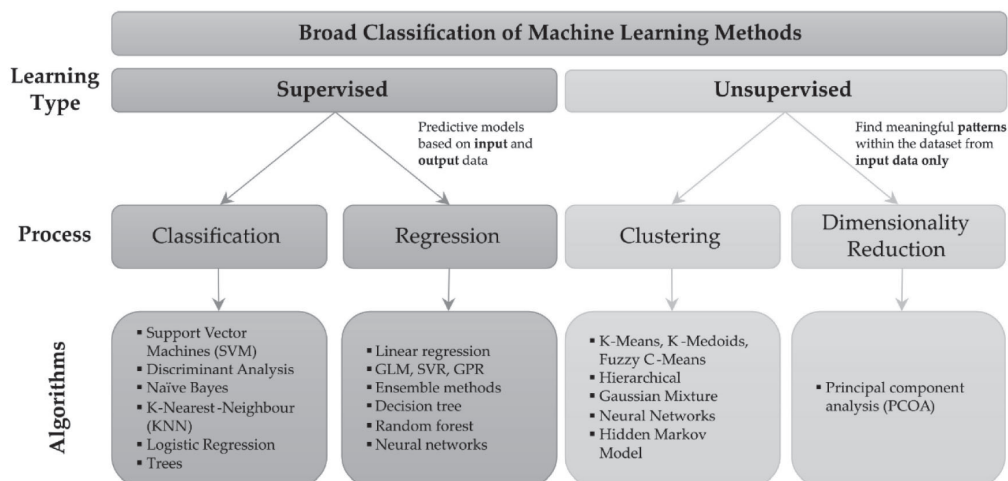 Broad Classification of Machine Learning Methods
Learning
Type
Supervised
Unsupervised
Predictive models
based on input and
output data
Find meaningful patterns
within the dataset from
input data only
Process
Classification
Regression
Clustering
Dimensionality
Reduction
Algorithms
▪ Support Vector
Machines (SVM)
▪ Discriminant Analysis
▪ Naïve Bayes
▪ K-Nearest-Neighbour
(KNN)
▪ Logistic Regression
▪ Trees
▪ Linear regression
▪ GLM, SVR, GPR
▪ Ensemble methods
▪ Decision tree
▪ Random forest
▪ Neural networks
▪ K-Means, K-Medoids,
Fuzzy C-Means
▪ Hierarchical
▪ Gaussian Mixture
▪ Neural Networks
▪ Hidden Markov
Model
▪ Principal component
analysis (PCOA)